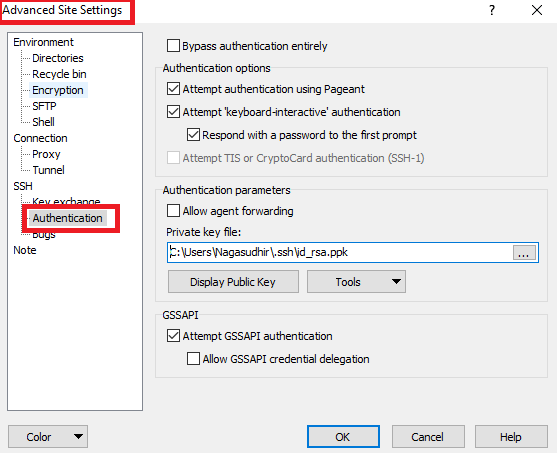 Advanced Site Settings
?
Environment
Directories
Recycle bin
Encryption
SFTP
Shell
Connection
Proxy
Tunnel
SSH
Key exchange
Authentication
Bugs
Note
Bypass authentication entirely
Authentication options
Attempt authentication using Pageant
Attempt 'keyboard-interactive' authentication
Respond with a password to the first prompt
Attempt TIS or CryptoCard authentication (SSH-1)
Authentication parameters
Allow agent forwarding
Private key file:
C:\Users\Nagasudhir\.ssh\id_rsa.ppk
...
Display Public Key
Tools
GSSAPI
Attempt GSSAPI authentication
Allow GSSAPI credential delegation
Color
OK
Cancel
Help